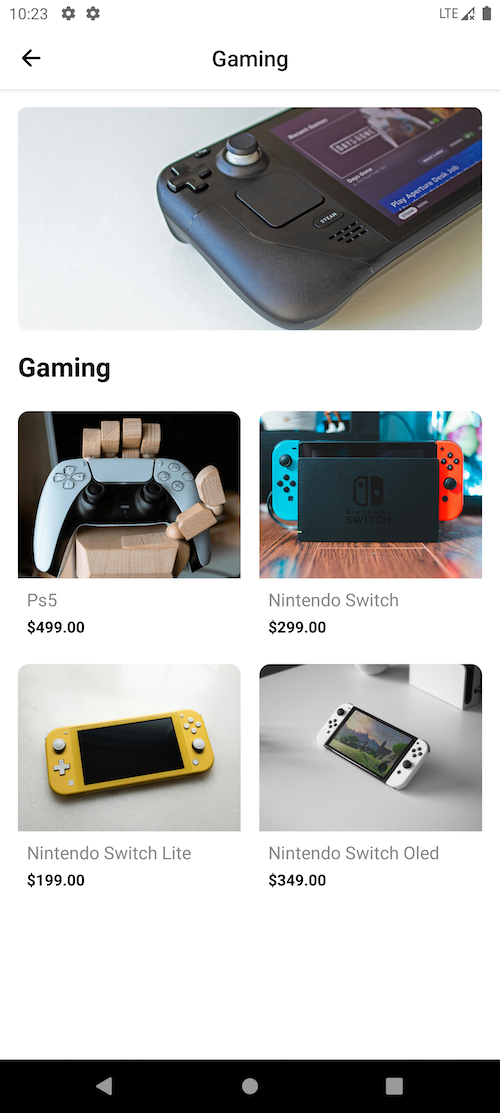 10:23
LTE
Gaming
Recent Games
DAYS GONE
Days Gone
Play Aperture Desk Job
STEAM
STEAM
Gaming
NINTENDO
SWITCH
Ps5
$499.00
Nintendo Switch
$299.00
Nintendo Switch Lite
$199.00
Nintendo Switch Oled
$349.00